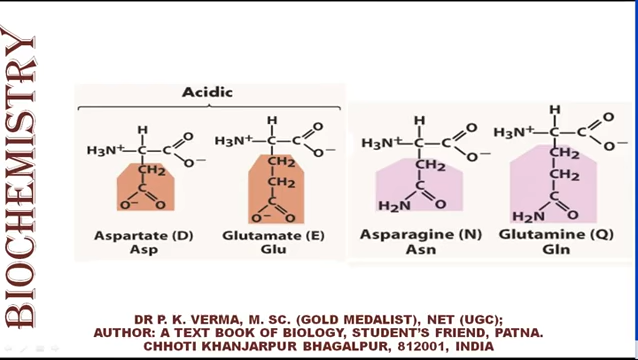 BIOCHEMISTRY
Acidic
H
H3N+ C C O
O−
CH2
C
O− O
Aspartate (D)
Asp
H
H3N+ C C O
O−
CH2
CH2
C
O− O
Glutamate (E)
Glu
H
H3N+ C C O
O−
CH2
C
H2N O
Asparagine (N)
Asn
H
H3N+ C C O
O−
CH2
CH2
C
H2N O
Glutamine (Q)
Gln
DR P. K. VERMA, M. SC. (GOLD MEDALIST), NET (UGC);
AUTHOR: A TEXT BOOK OF BIOLOGY, STUDENT'S FRIEND, PATNA.
CHHOTI KHANJARPUR BHAGALPUR, 812001, INDIA